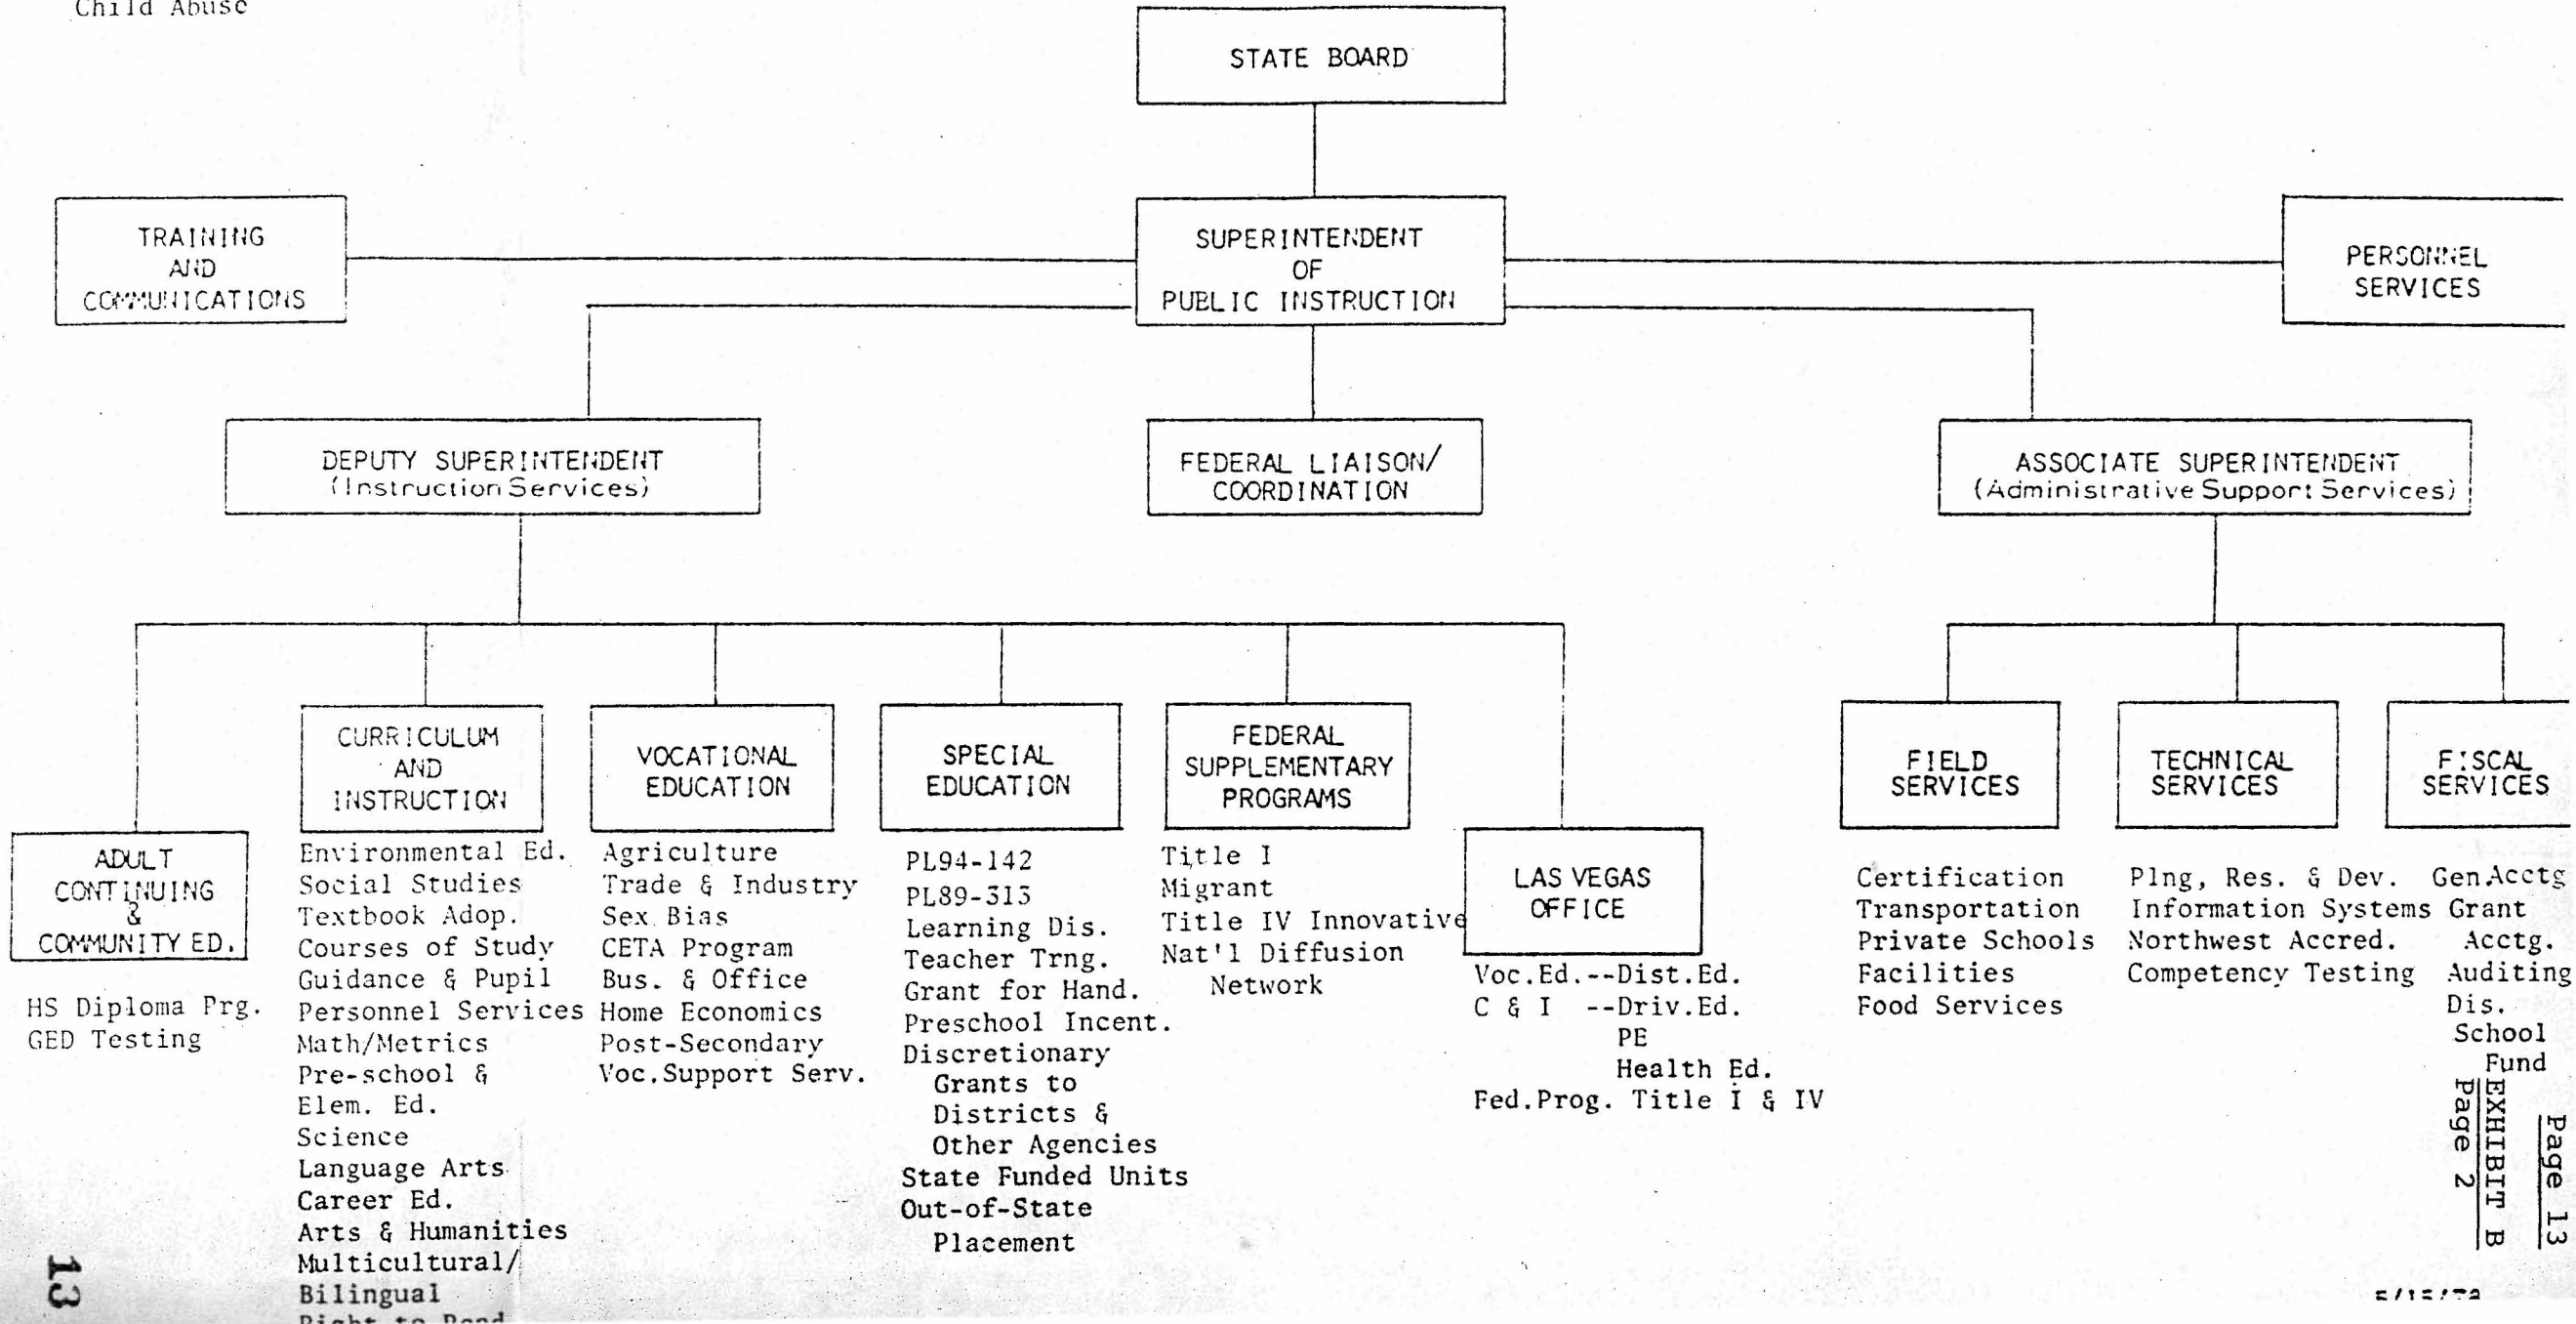 Child Abuse
STATE BOARD
TRAINING
AND
COMMUNICATIONS
SUPERINTENDENT
OF
PUBLIC INSTRUCTION
PERSONNEL
SERVICES
DEPUTY SUPERINTENDENT
(Instruction Services)
FEDERAL LIAISON/
COORDINATION
ASSOCIATE SUPERINTENDENT
(Administrative Support Services)
ADULT
CONTINUING
&
COMMUNITY ED.
HS Diploma Prg.
GED Testing
CURRICULUM
AND
INSTRUCTION
Environmental Ed.
Social Studies
Textbook Adop.
Courses of Study
Guidance & Pupil
Personnel Services
Math/Metrics
Pre-school &
Elem. Ed.
Science
Language Arts
Career Ed.
Arts & Humanities
Multicultural/
Bilingual
Right to Read
VOCATIONAL
EDUCATION
Agriculture
Trade & Industry
Sex Bias
CETA Program
Bus. & Office
Home Economics
Post-Secondary
Voc.Support Serv.
SPECIAL
EDUCATION
PL94-142
PL89-313
Learning Dis.
Teacher Trng.
Grant for Hand.
Preschool Incent.
Discretionary
Grants to
Districts &
Other Agencies
State Funded Units
Out-of-State
Placement
FEDERAL
SUPPLEMENTARY
PROGRAMS
Title I
Migrant
Title IV Innovative
Nat'l Diffusion
Network
LAS VEGAS
OFFICE
Voc.Ed.--Dist.Ed.
C & I --Driv.Ed.
PE
Health Ed.
Fed.Prog. Title I & IV
FIELD
SERVICES
Certification
Transportation
Private Schools
Facilities
Food Services
TECHNICAL
SERVICES
Plng, Res. & Dev.
Information Systems
Northwest Accred.
Competency Testing
FISCAL
SERVICES
Gen.Acctg
Grant
Acctg.
Auditing
Dis.
School
Fund
Page 13
EXHIBIT B
Page 2
13